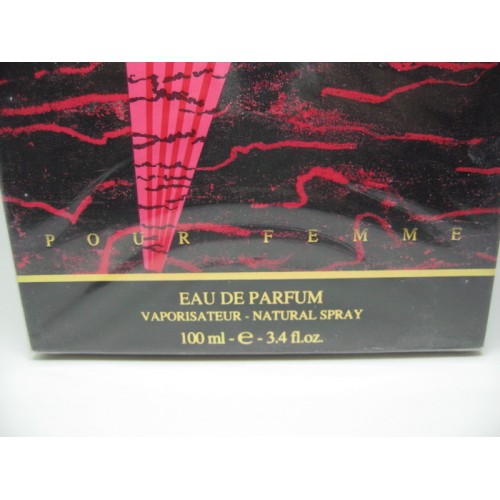 POUR FEMME
EAU DE PARFUM
VAPORISATEUR - NATURAL SPRAY
100 ml - e - 3.4 fl.oz.